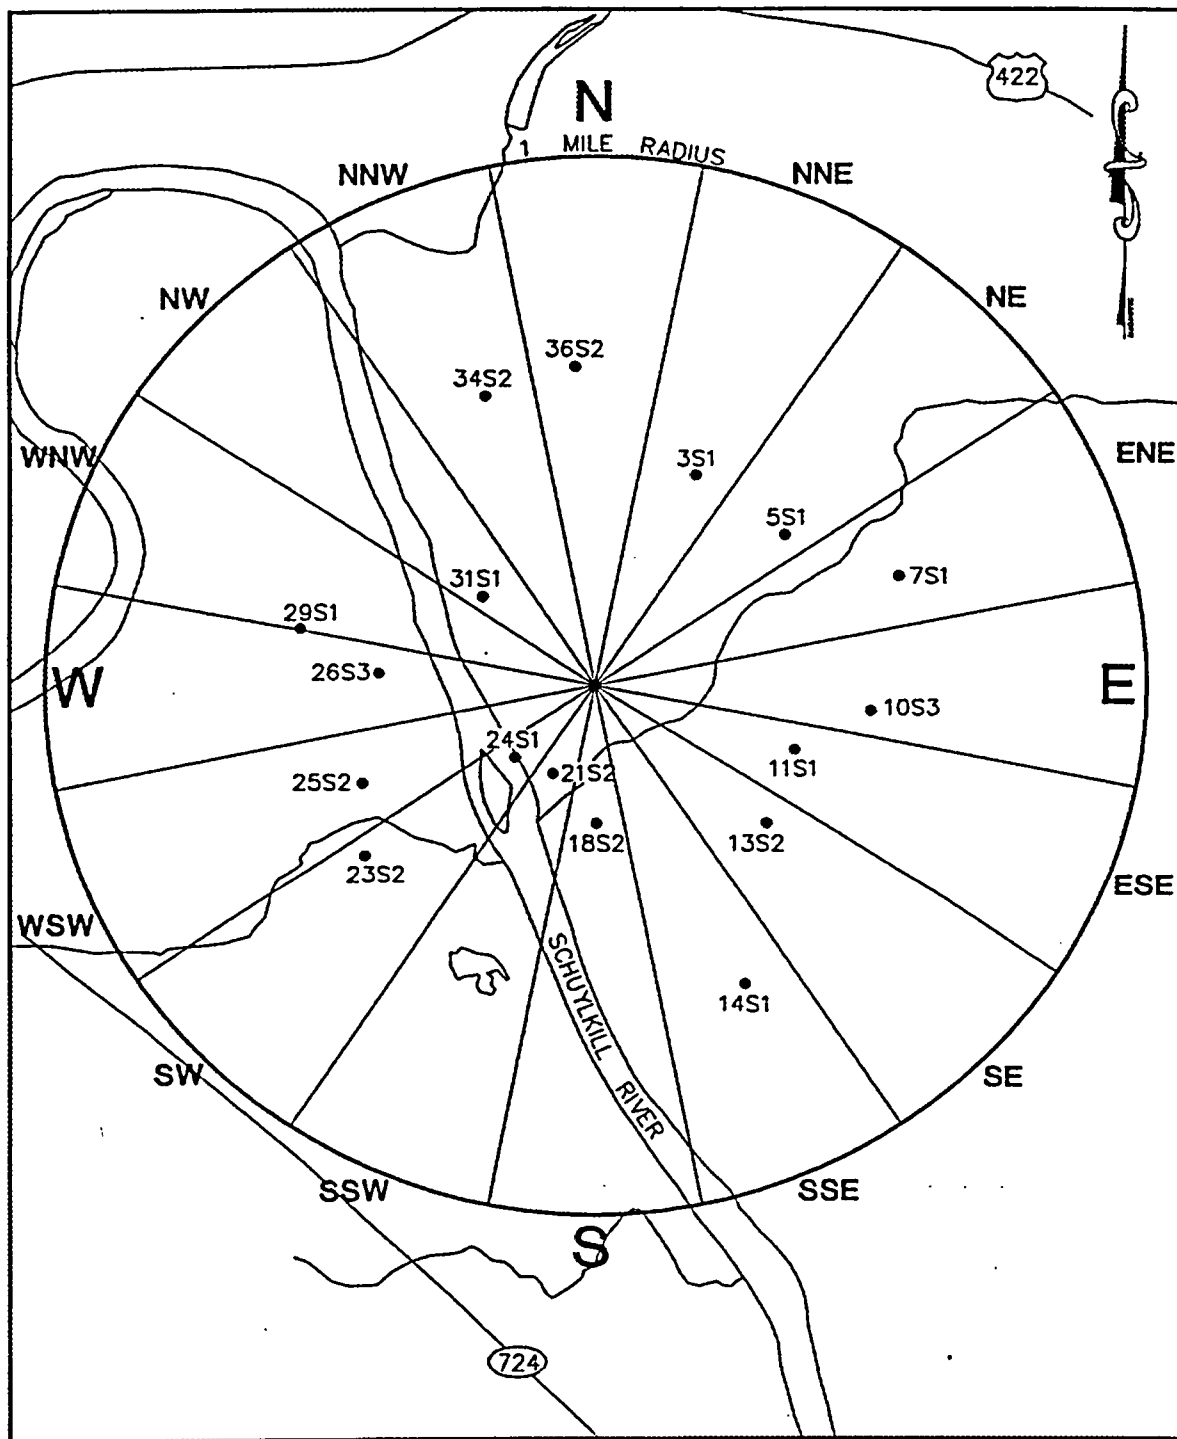 422
N
1 MILE RADIUS
NNW
NNE
NW
NE
36S2
34S2
WNW
ENE
3S1
5S1
7S1
31S1
29S1
26S3
W
E
10S3
24S1
11S1
21S2
25S2
18S2
13S2
23S2
ESE
WSW
SCHUYLKILL RIVER
14S1
SW
SE
SSW
SSE
S
724